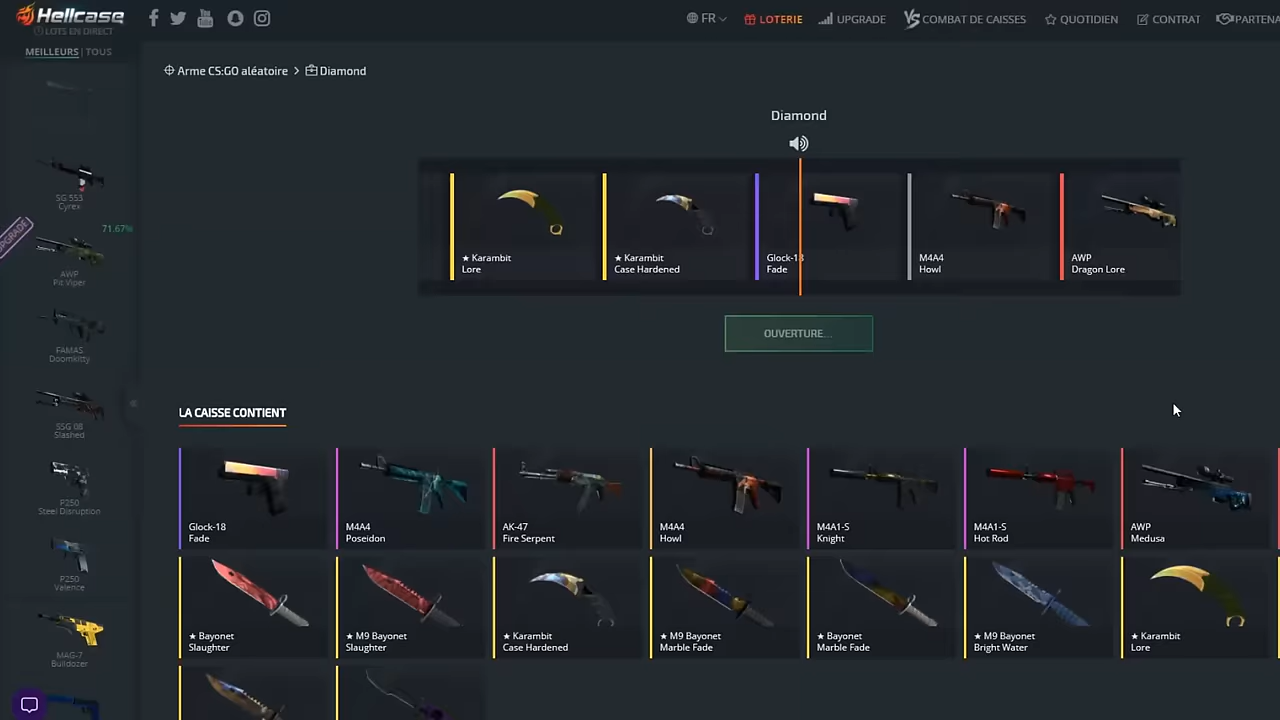 Hellcase
LOTS EN DIRECT
FR
LOTERIE
UPGRADE
COMBAT DE CAISSES
QUOTIDIEN
CONTRAT
PARTENA
MEILLEURS | TOUS
Arme CS:GO aléatoire > Diamond
SG 553
Cyrex
71.67%
UPGRADE
AWP
Pit Viper
FAMAS
Doomkitty
SSG 08
Slashed
P250
Steel Disruption
P250
Valence
MAG-7
Bulldozer
Diamond
★ Karambit
Lore
★ Karambit
Case Hardened
Glock-18
Fade
M4A4
Howl
AWP
Dragon Lore
OUVERTURE...
LA CAISSE CONTIENT
Glock-18
Fade
M4A4
Poseidon
AK-47
Fire Serpent
M4A4
Howl
M4A1-S
Knight
M4A1-S
Hot Rod
AWP
Medusa
★ Bayonet
Slaughter
★ M9 Bayonet
Slaughter
★ Karambit
Case Hardened
★ M9 Bayonet
Marble Fade
★ Bayonet
Marble Fade
★ M9 Bayonet
Bright Water
★ Karambit
Lore